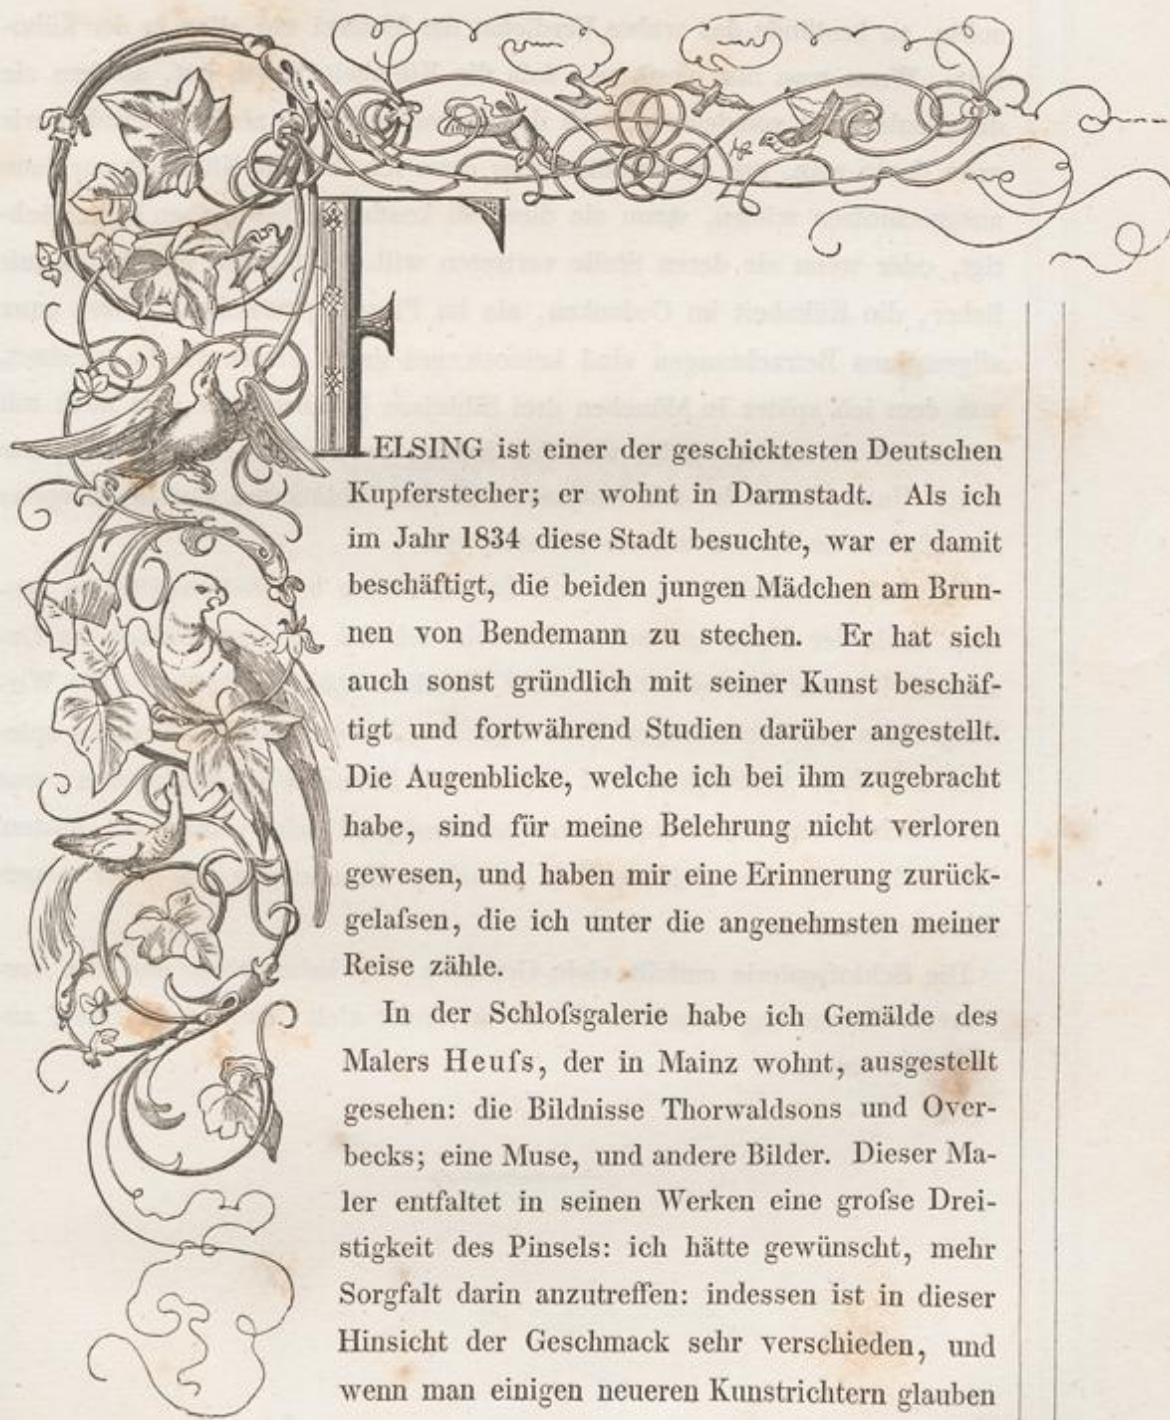 FELSING ist einer der geschicktesten Deutschen
Kupferstecher; er wohnt in Darmstadt. Als ich
im Jahr 1834 diese Stadt besuchte, war er damit
beschäftigt, die beiden jungen Mädchen am Brun-
nen von Bendemann zu stechen. Er hat sich
auch sonst gründlich mit seiner Kunst beschäf-
tigt und fortwährend Studien darüber angestellt.
Die Augenblicke, welche ich bei ihm zugebracht
habe, sind für meine Belehrung nicht verloren
gewesen, und haben mir eine Erinnerung zurück-
gelaſsen, die ich unter die angenehmsten meiner
Reise zähle.
In der Schloſsgalerie habe ich Gemälde des
Malers Heuſs, der in Mainz wohnt, ausgestellt
gesehen: die Bildnisse Thorwaldsons und Over-
becks; eine Muse, und andere Bilder. Dieser Ma-
ler entfaltet in seinen Werken eine groſse Drei-
stigkeit des Pinsels: ich hätte gewünscht, mehr
Sorgfalt darin anzutreffen: indessen ist in dieser
Hinsicht der Geschmack sehr verschieden, und
wenn man einigen neueren Kunstrichtern glauben